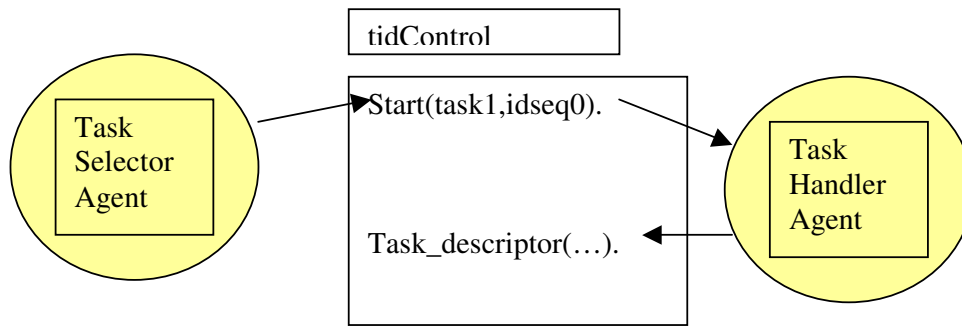 tidControl
Task
Selector
Agent
Start(task1,idseq0).
Task_descriptor(…).
Task
Handler
Agent